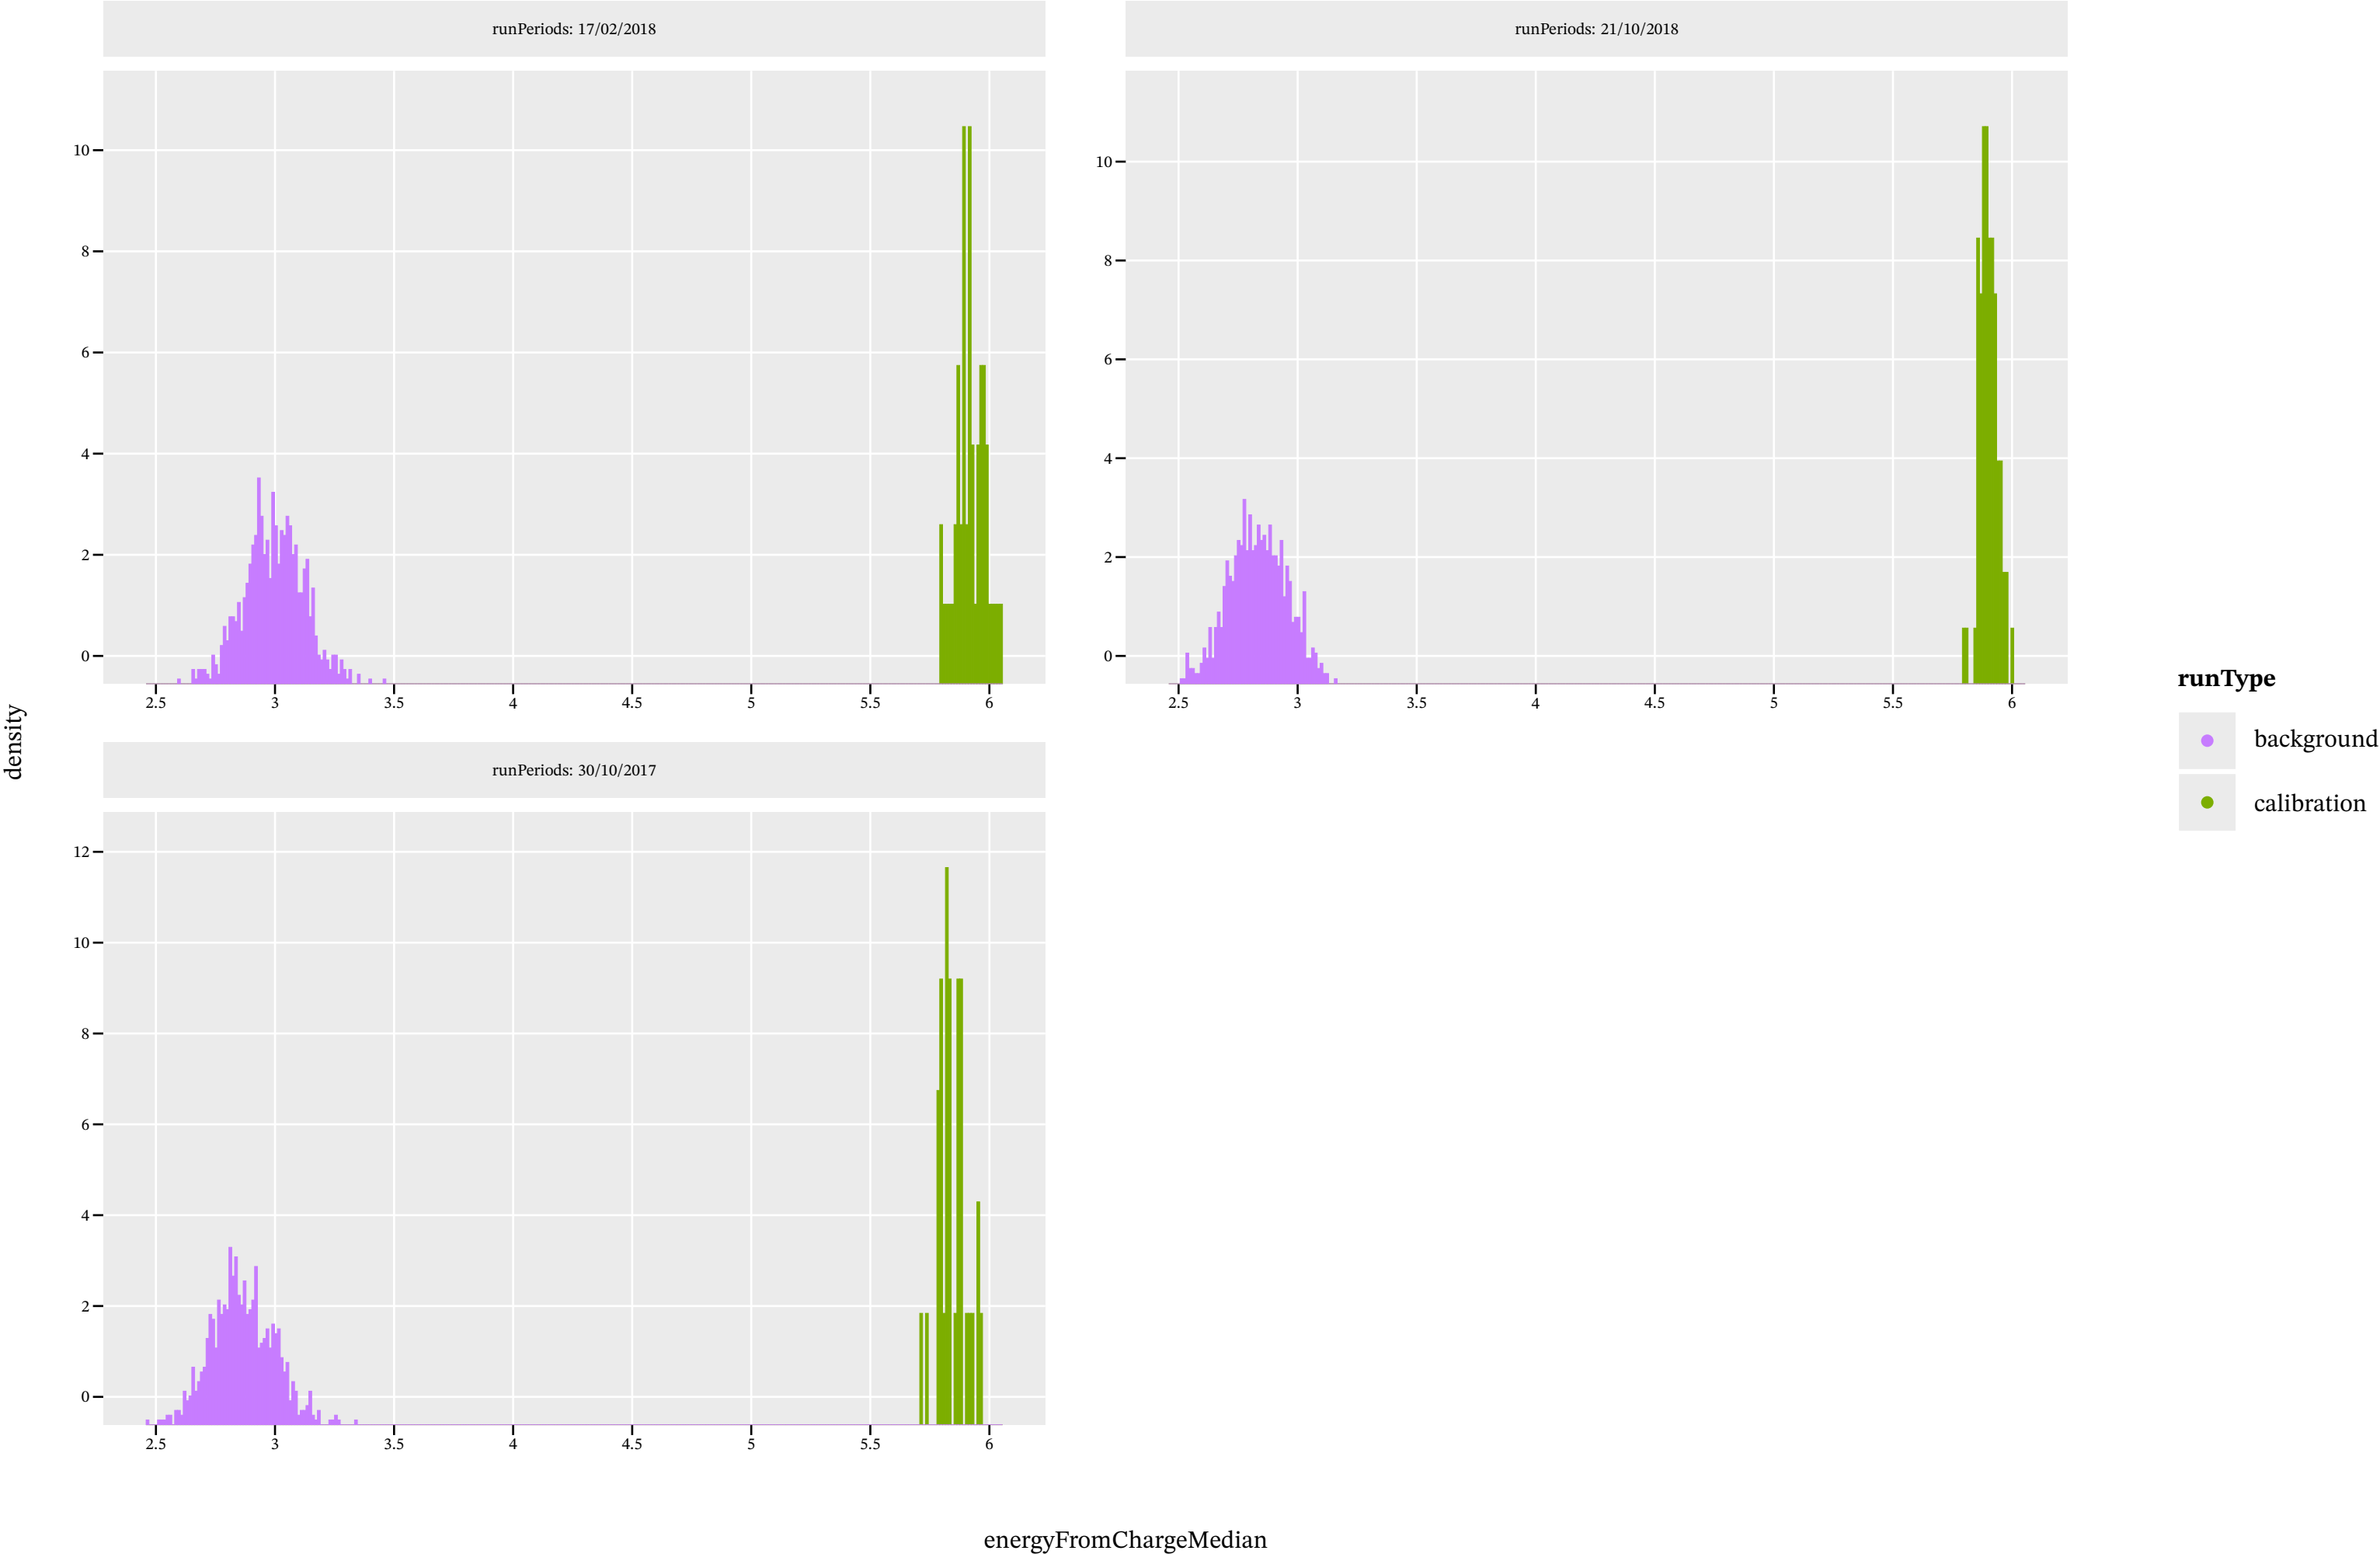 runPeriods: 17/02/2018
10
8
6
4
2
0
2.5 3 3.5 4 4.5 5 5.5 6
runPeriods: 21/10/2018
10
8
6
4
2
0
2.5 3 3.5 4 4.5 5 5.5 6
density
runPeriods: 30/10/2017
12
10
8
6
4
2
0
2.5 3 3.5 4 4.5 5 5.5 6
energyFromChargeMedian
runType
background
calibration